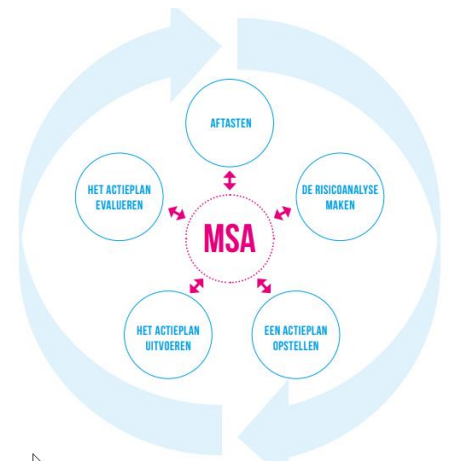 AFTASTEN
DE RISICOANALYSE
MAKEN
EEN ACTIEPLAN
OPSTELLEN
HET ACTIEPLAN
UITVOEREN
HET ACTIEPLAN
EVALUEREN
MSA